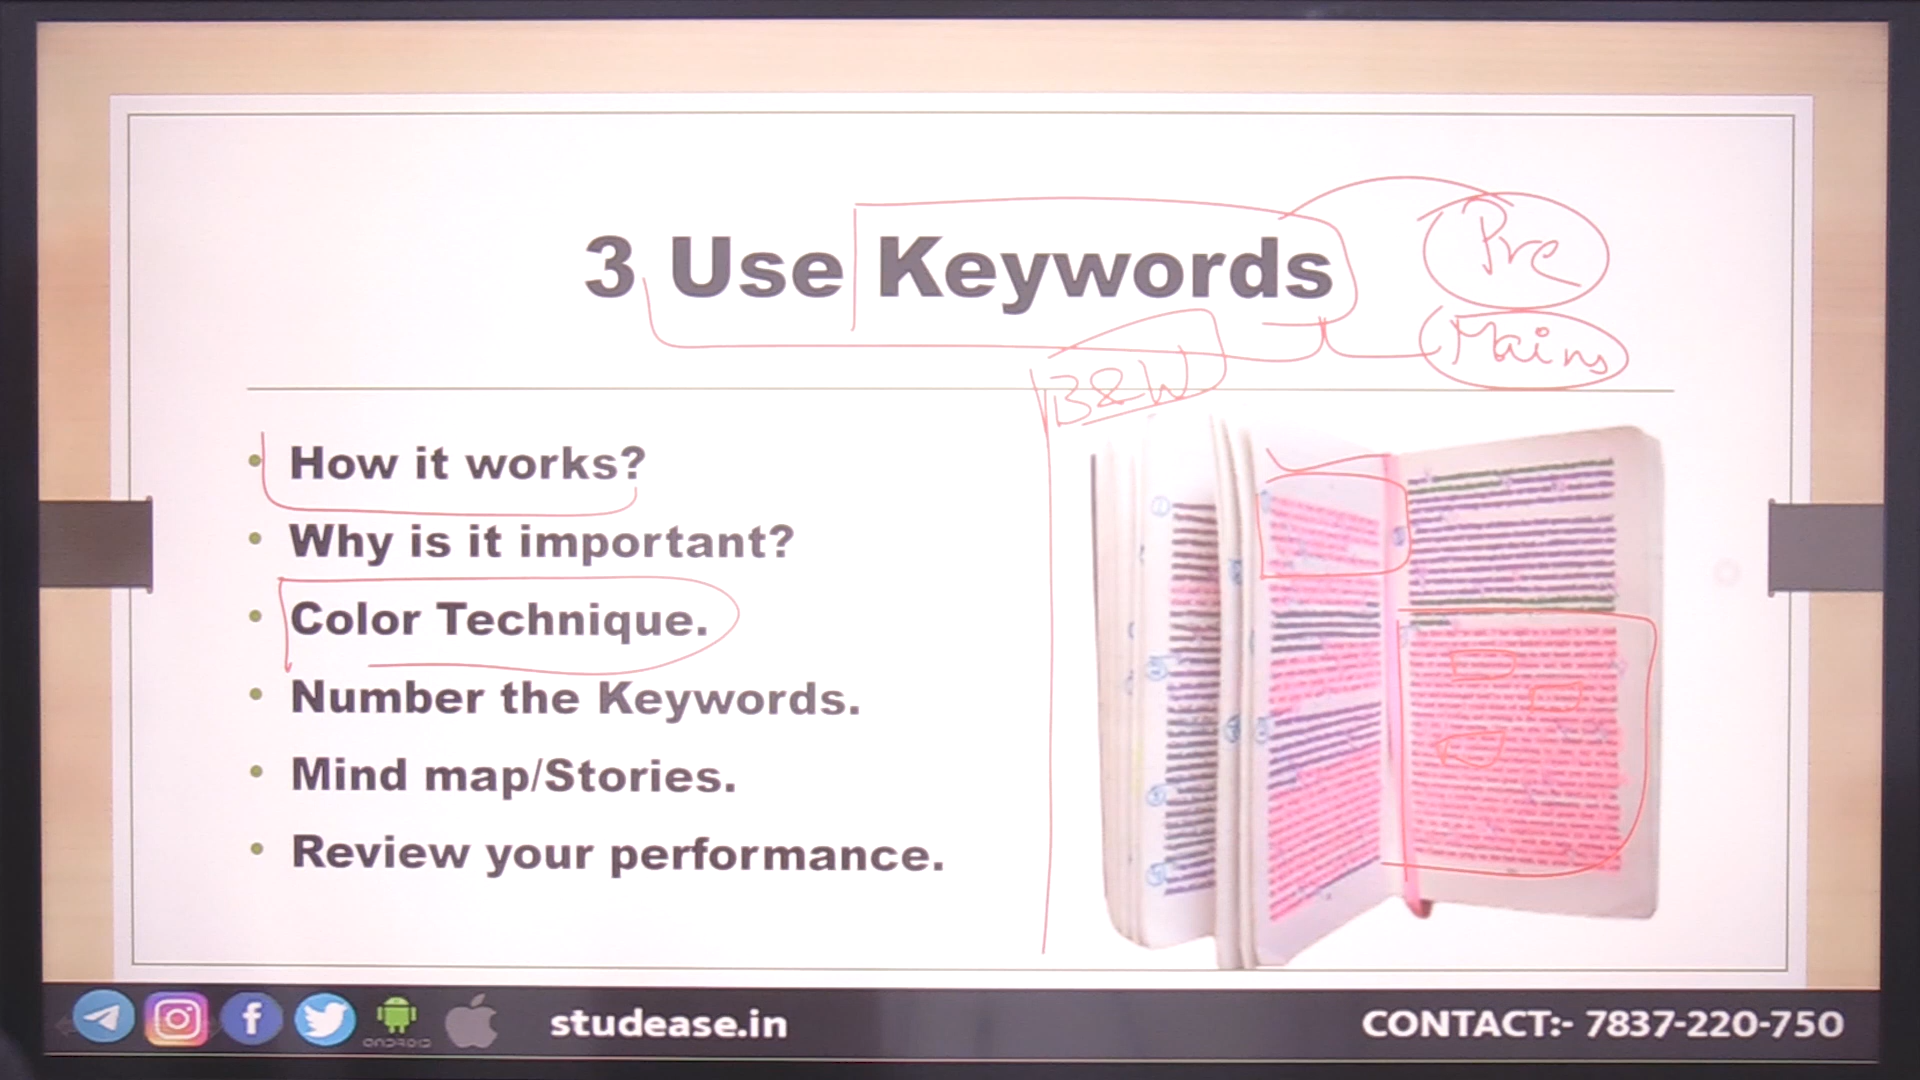 3 Use Keywords
Pre
Mains
B&W
• How it works?
• Why is it important?
• Color Technique.
• Number the Keywords.
• Mind map/Stories.
• Review your performance.
ANDROID
studease.in
CONTACT:- 7837-220-750